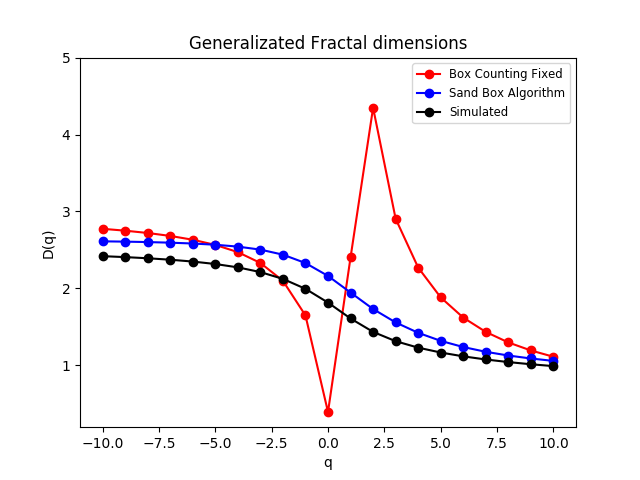 Generalizated Fractal dimensions
Box Counting Fixed
Sand Box Algorithm
Simulated
D(q)
5
4
3
2
1
−10.0 −7.5 −5.0 −2.5 0.0 2.5 5.0 7.5 10.0
q